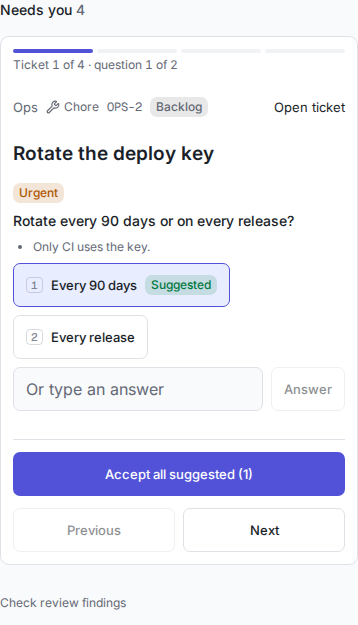 Needs you 4
Ticket 1 of 4 · question 1 of 2
Ops Chore OPS-2 Backlog Open ticket
Rotate the deploy key
Urgent
Rotate every 90 days or on every release?
• Only CI uses the key.
1 Every 90 days Suggested
2 Every release
Or type an answer Answer
Accept all suggested (1)
Previous Next
Check review findings